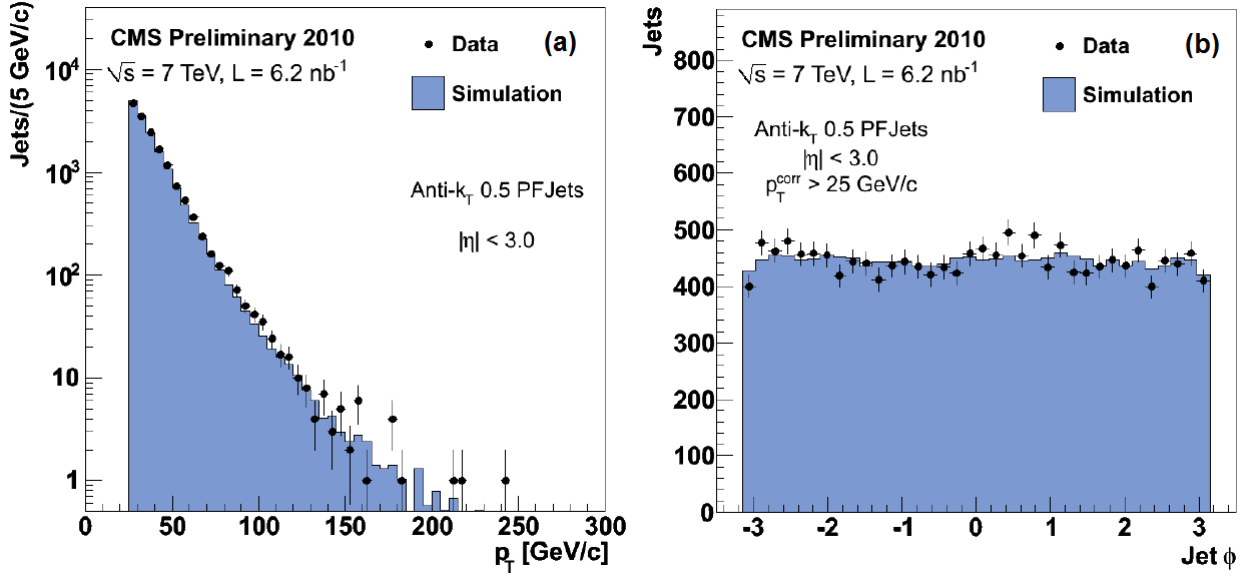 CMS Preliminary 2010
√s = 7 TeV, L = 6.2 nb⁻¹
Data
Simulation
(a)
Anti-k_T 0.5 PFJets
|η| < 3.0
Jets/(5 GeV/c)
10⁴
10³
10²
10
1
0 50 100 150 200 250 300
p_T [GeV/c]
CMS Preliminary 2010
√s = 7 TeV, L = 6.2 nb⁻¹
Data
Simulation
(b)
Anti-k_T 0.5 PFJets
|η| < 3.0
p_T^corr > 25 GeV/c
Jets
800
700
600
500
400
300
400
200
0
-3 -2 -1 0 1 2 3
Jet ϕ